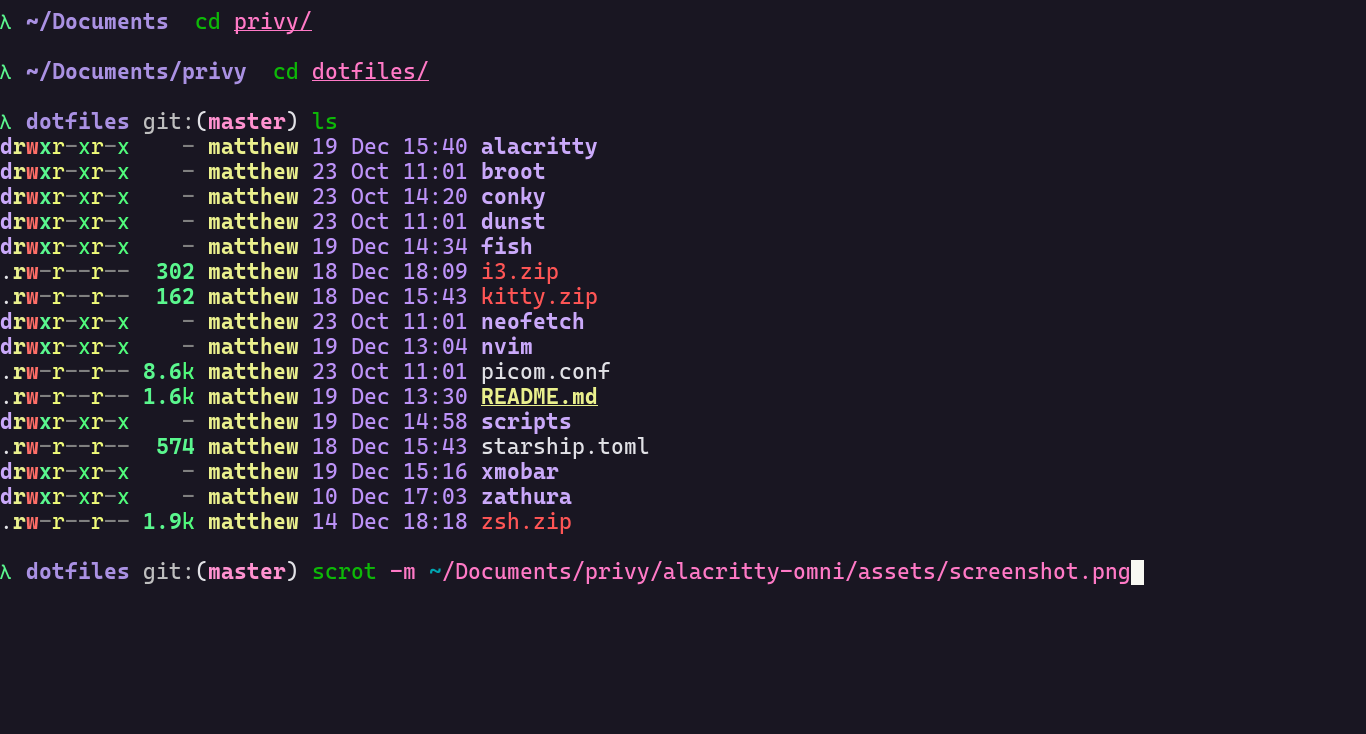 λ ~/Documents  cd privy/
λ ~/Documents/privy  cd dotfiles/
λ dotfiles git:(master) ls
drwxr-xr-x    - matthew 19 Dec 15:40 alacritty
drwxr-xr-x    - matthew 23 Oct 11:01 broot
drwxr-xr-x    - matthew 23 Oct 14:20 conky
drwxr-xr-x    - matthew 23 Oct 11:01 dunst
drwxr-xr-x    - matthew 19 Dec 14:34 fish
.rw-r--r--  302 matthew 18 Dec 18:09 i3.zip
.rw-r--r--  162 matthew 18 Dec 15:43 kitty.zip
drwxr-xr-x    - matthew 23 Oct 11:01 neofetch
drwxr-xr-x    - matthew 19 Dec 13:04 nvim
.rw-r--r-- 8.6k matthew 23 Oct 11:01 picom.conf
.rw-r--r-- 1.6k matthew 19 Dec 13:30 README.md
drwxr-xr-x    - matthew 19 Dec 14:58 scripts
.rw-r--r--  574 matthew 18 Dec 15:43 starship.toml
drwxr-xr-x    - matthew 19 Dec 15:16 xmobar
drwxr-xr-x    - matthew 10 Dec 17:03 zathura
.rw-r--r-- 1.9k matthew 14 Dec 18:18 zsh.zip
λ dotfiles git:(master) scrot -m ~/Documents/privy/alacritty-omni/assets/screenshot.png